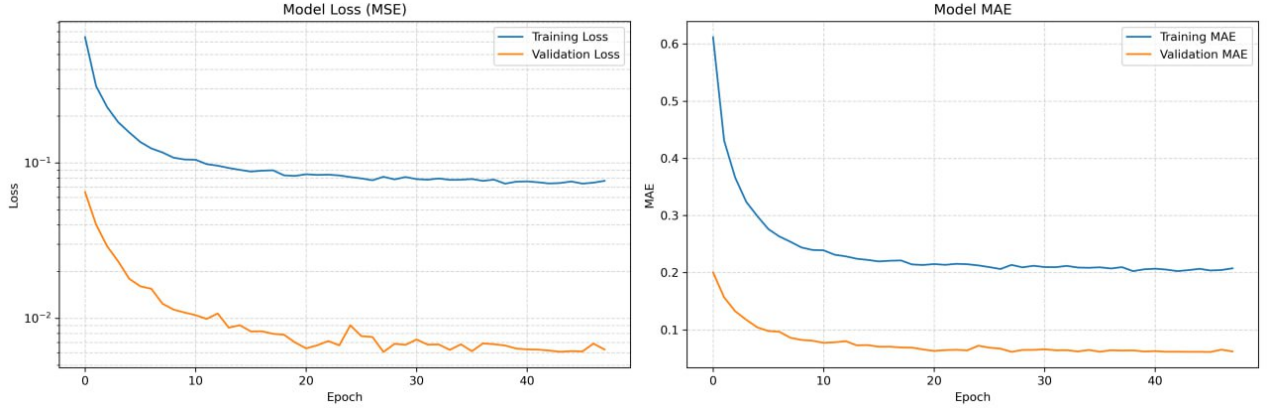 Model Loss (MSE)
Training Loss
Validation Loss
10⁻¹
10⁻²
Loss
0 10 20 30 40
Epoch
Model MAE
Training MAE
Validation MAE
0.6
0.5
0.4
0.3
0.2
0.1
MAE
0 10 20 30 40
Epoch